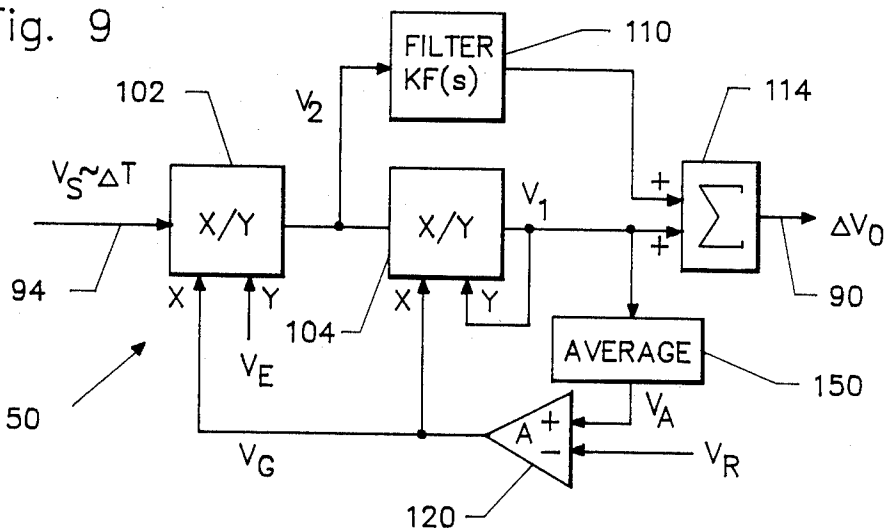 Fig. 9
FILTER
KF(s)
110
102
V2
114
VS~ΔT
X/Y
X/Y
V1
+
+
Σ
ΔVO
94
X
Y
104
X
Y
90
VE
AVERAGE
150
50
VG
A
+
−
VA
VR
120